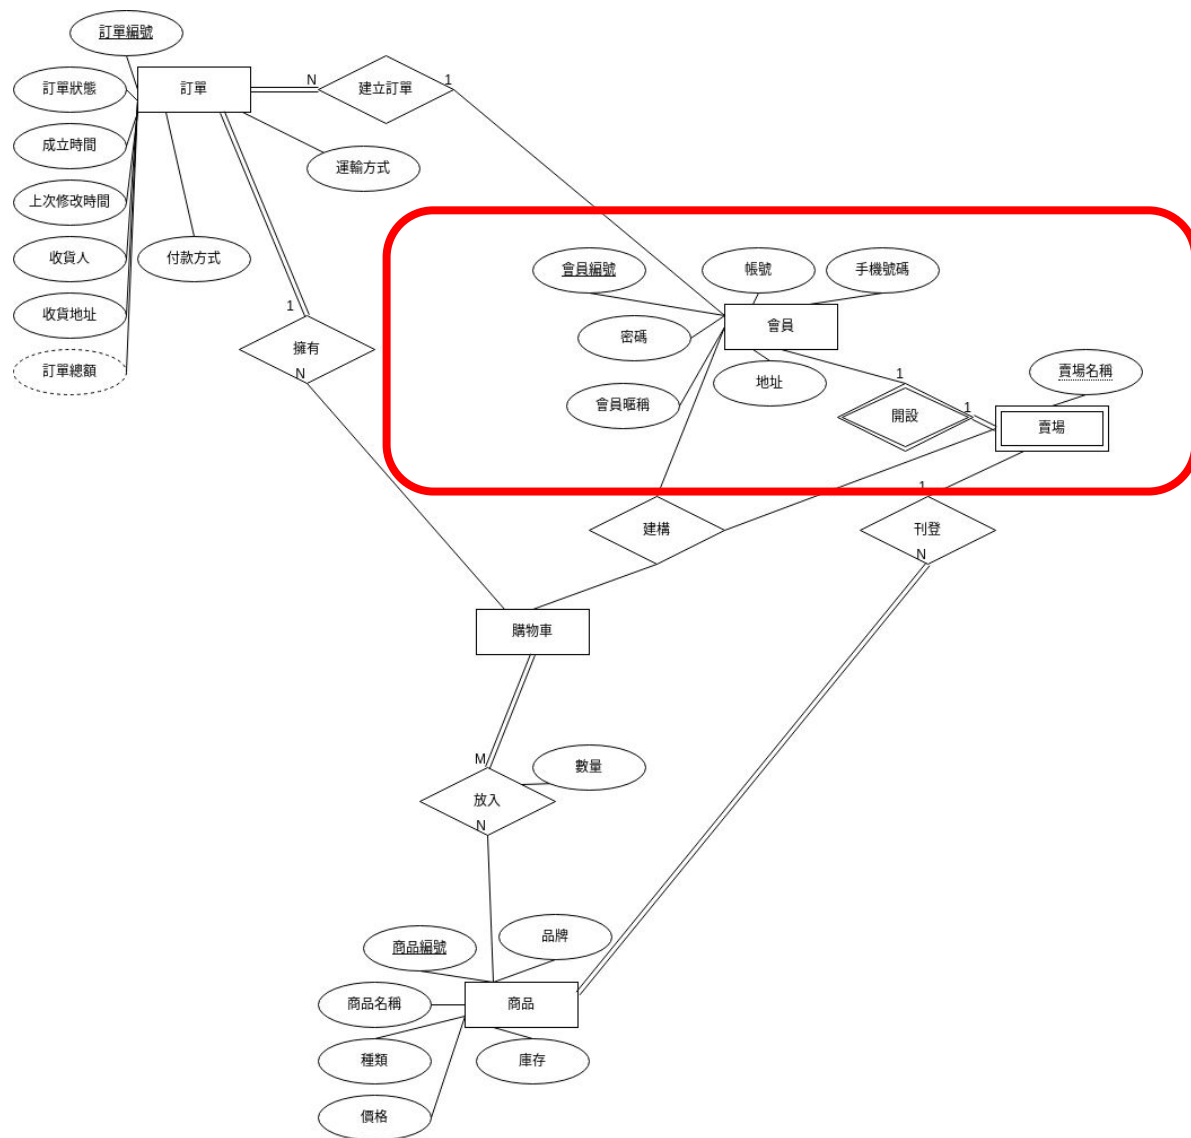 訂單編號
訂單狀態
訂單
N
建立訂單
1
成立時間
運輸方式
上次修改時間
收貨人
付款方式
會員編號
帳號
手機號碼
收貨地址
1
密碼
會員
擁有
訂單總額
N
1
地址
賣場名稱
會員暱稱
開設
1
賣場
1
建構
刊登
N
購物車
M
數量
放入
N
商品編號
品牌
商品名稱
商品
種類
庫存
價格